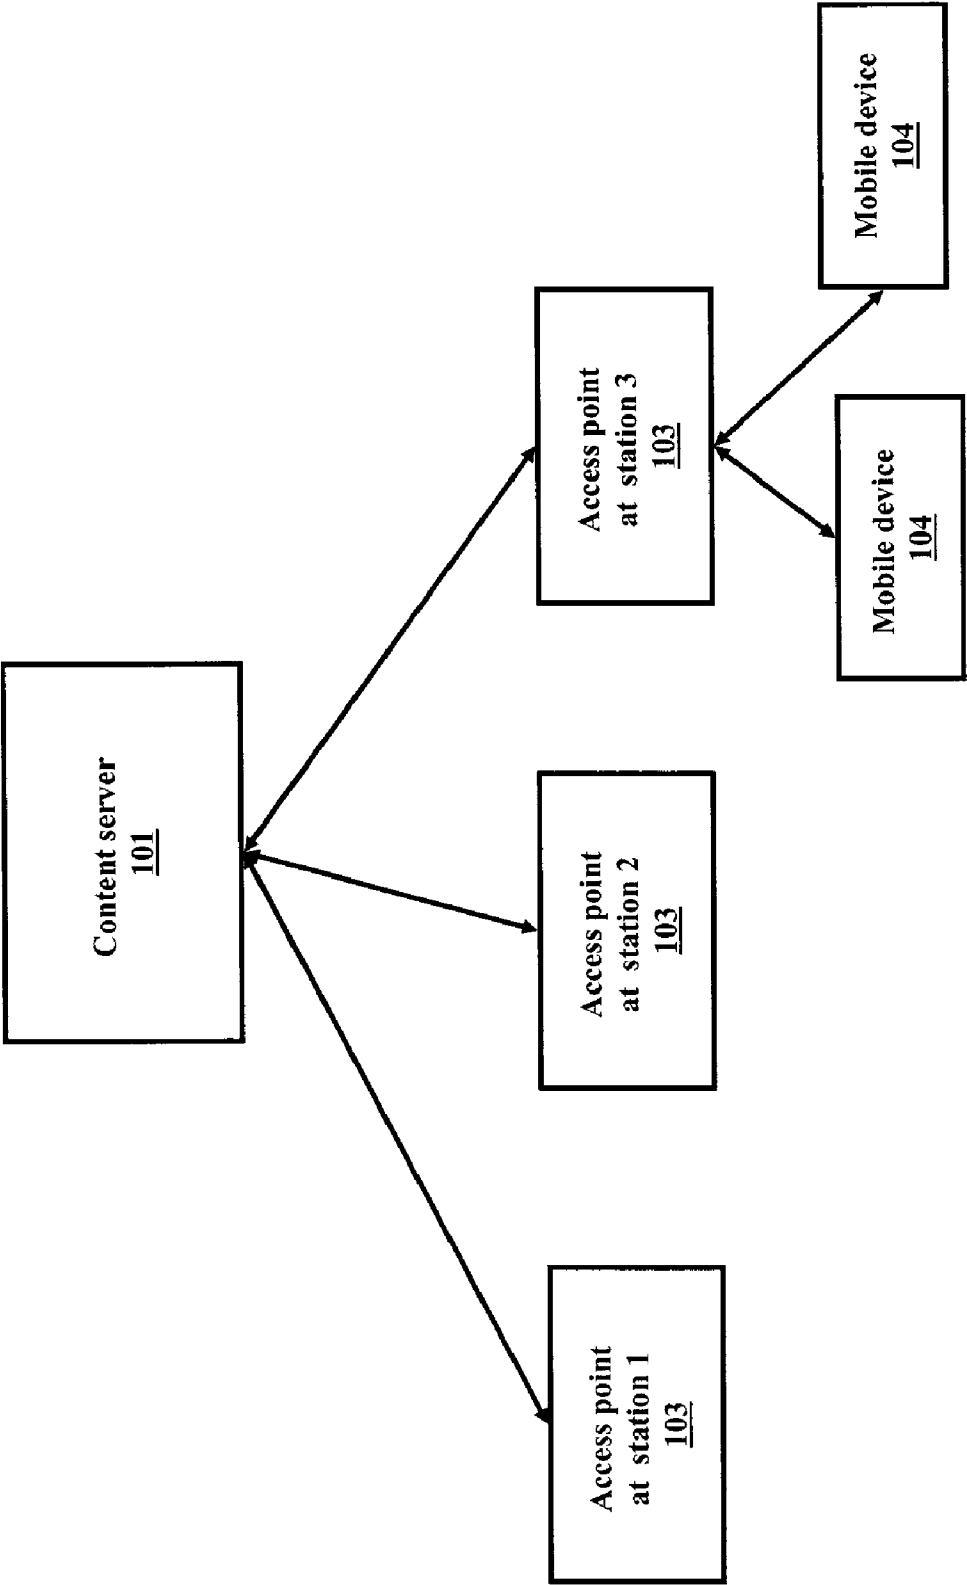 Content server
101
Access point
at station 1
103
Access point
at station 2
103
Access point
at station 3
103
Mobile device
104
Mobile device
104